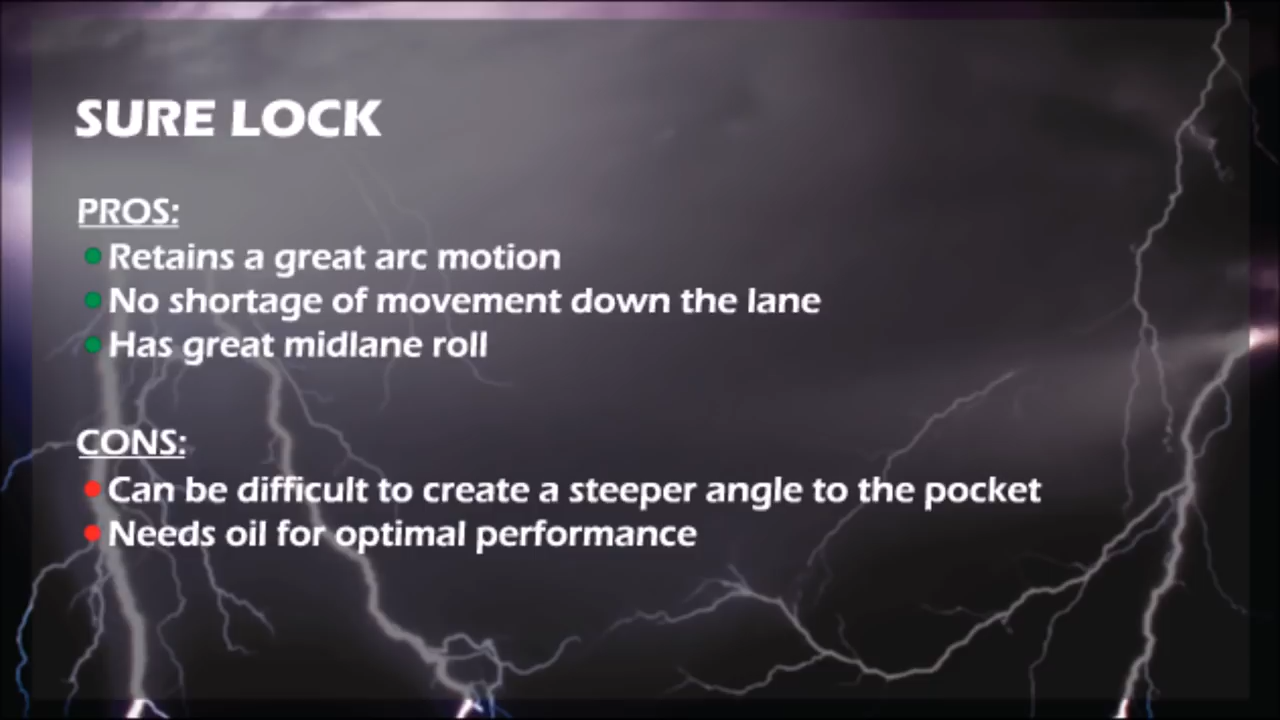 SURE LOCK
PROS:
Retains a great arc motion
No shortage of movement down the lane
Has great midlane roll
CONS:
Can be difficult to create a steeper angle to the pocket
Needs oil for optimal performance